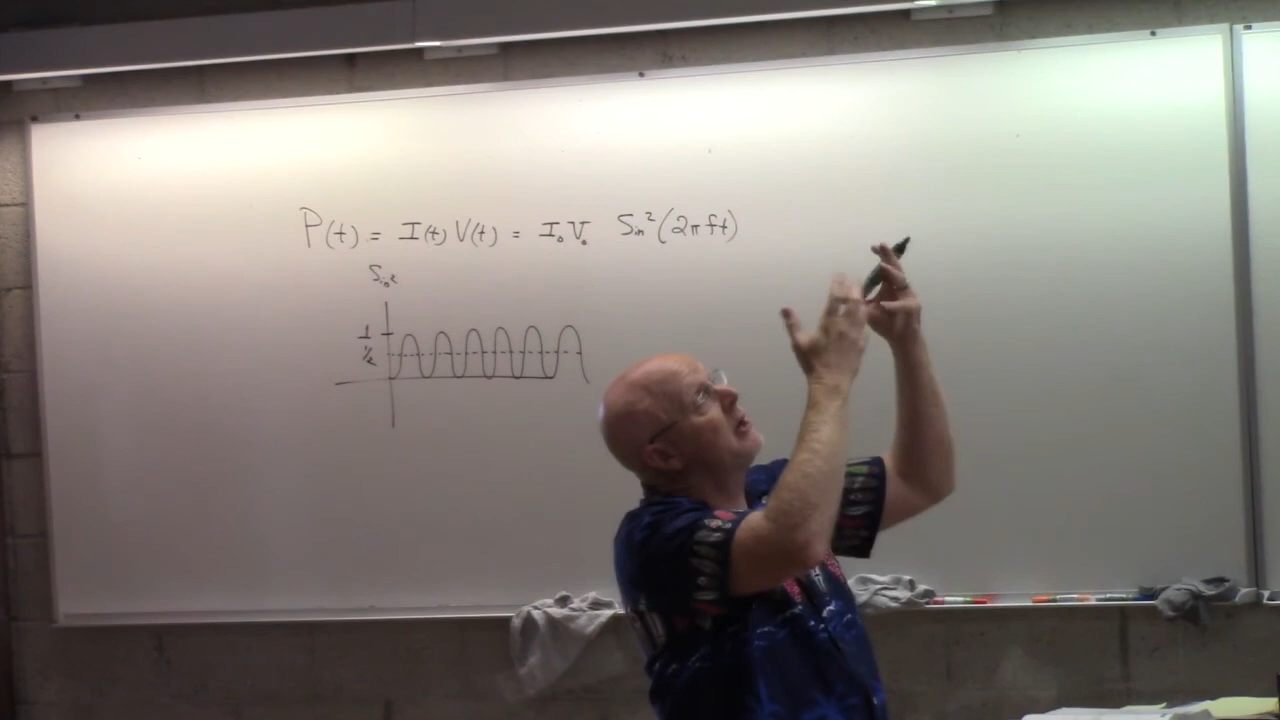 P(t) = I(t) V(t) = I₀ V₀ Sin²(2πft)
Sin²
1
1/2